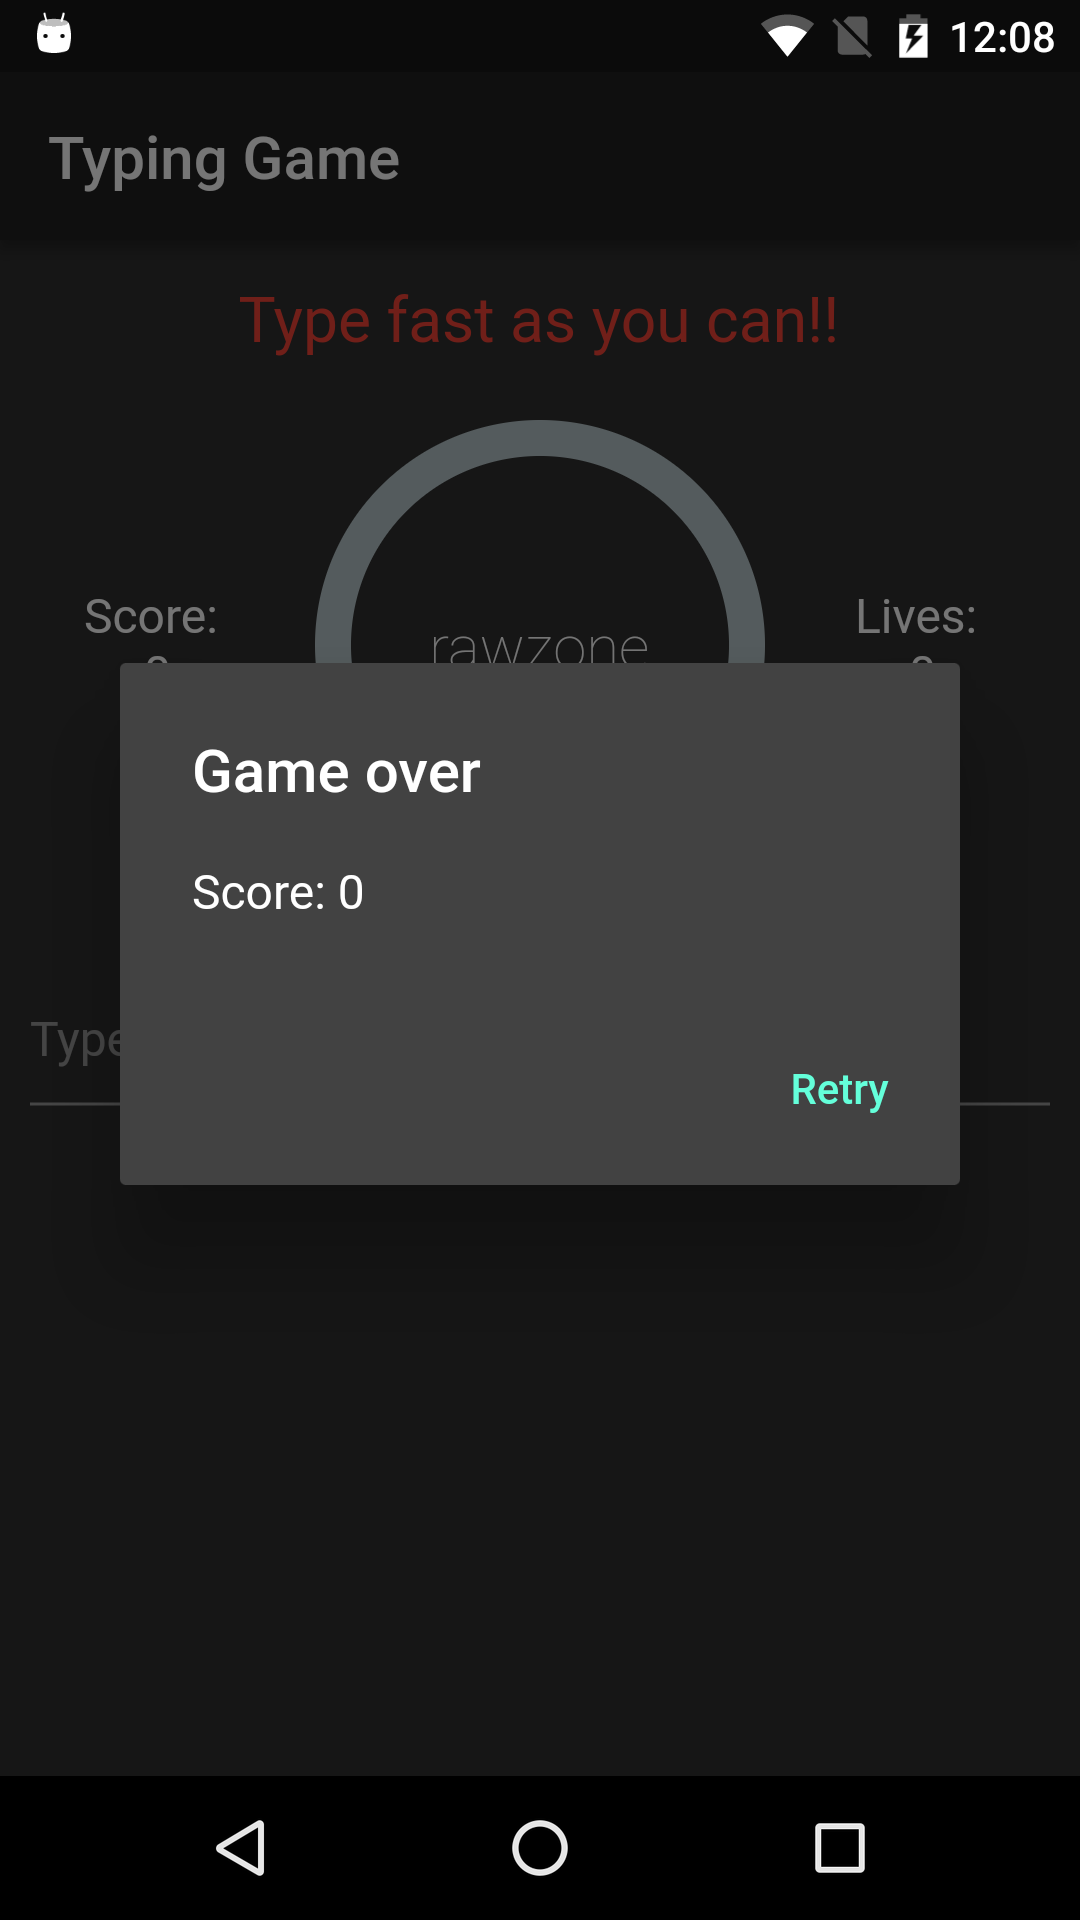 12:08
Typing Game
Type fast as you can!!
Score:
Lives:
rawzone
Game over
Score: 0
Type
Retry